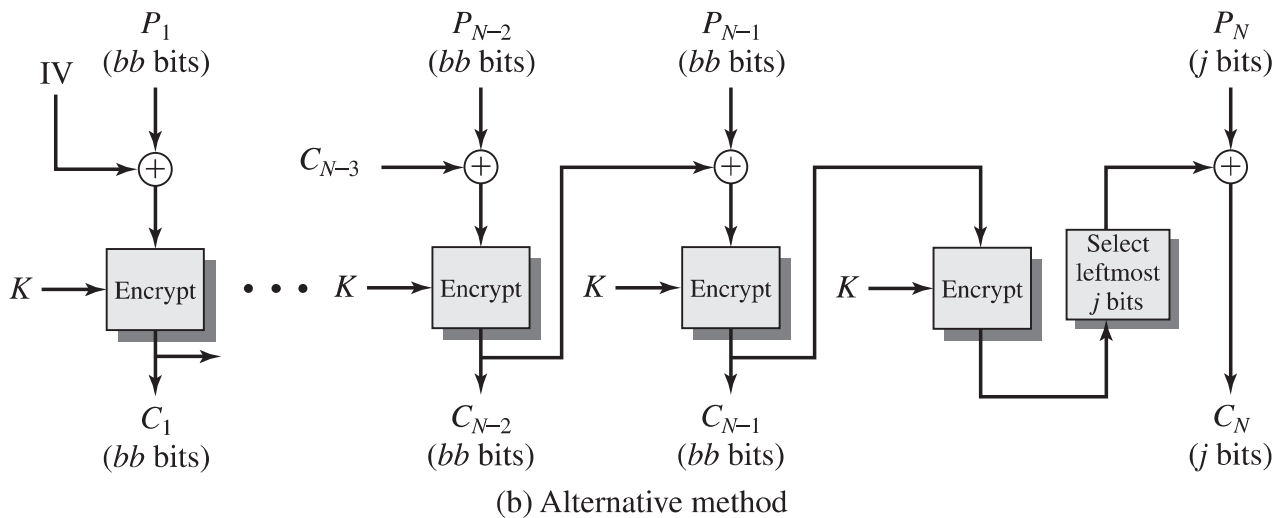 P1 PN–2 PN–1 PN
(bb bits) (bb bits) (bb bits) (j bits)
IV
+ CN–3 + + +
K Encrypt • • • K Encrypt K Encrypt K Encrypt
Select
leftmost
j bits
C1 CN–2 CN–1 CN
(bb bits) (bb bits) (bb bits) (j bits)
(b) Alternative method